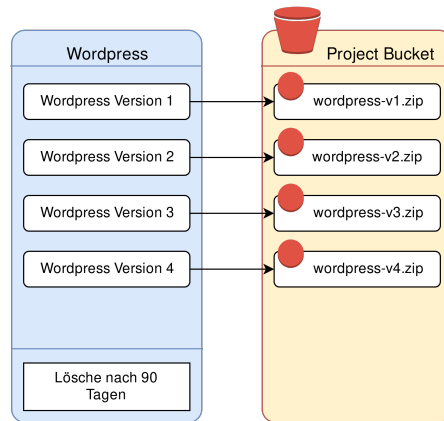 Wordpress
Project Bucket
Wordpress Version 1
wordpress-v1.zip
Wordpress Version 2
wordpress-v2.zip
Wordpress Version 3
wordpress-v3.zip
Wordpress Version 4
wordpress-v4.zip
Lösche nach 90
Tagen